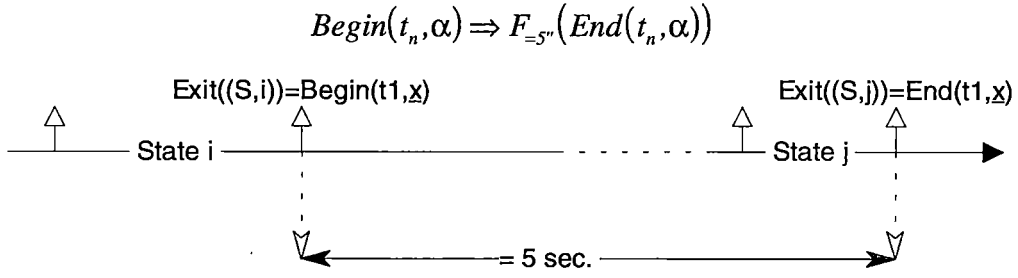 Begin(tₙ,α) ⇒ F₌₅″(End(tₙ,α))
Exit((S,i))=Begin(t1,x) Exit((S,j))=End(t1,x)
State i State j
= 5 sec.